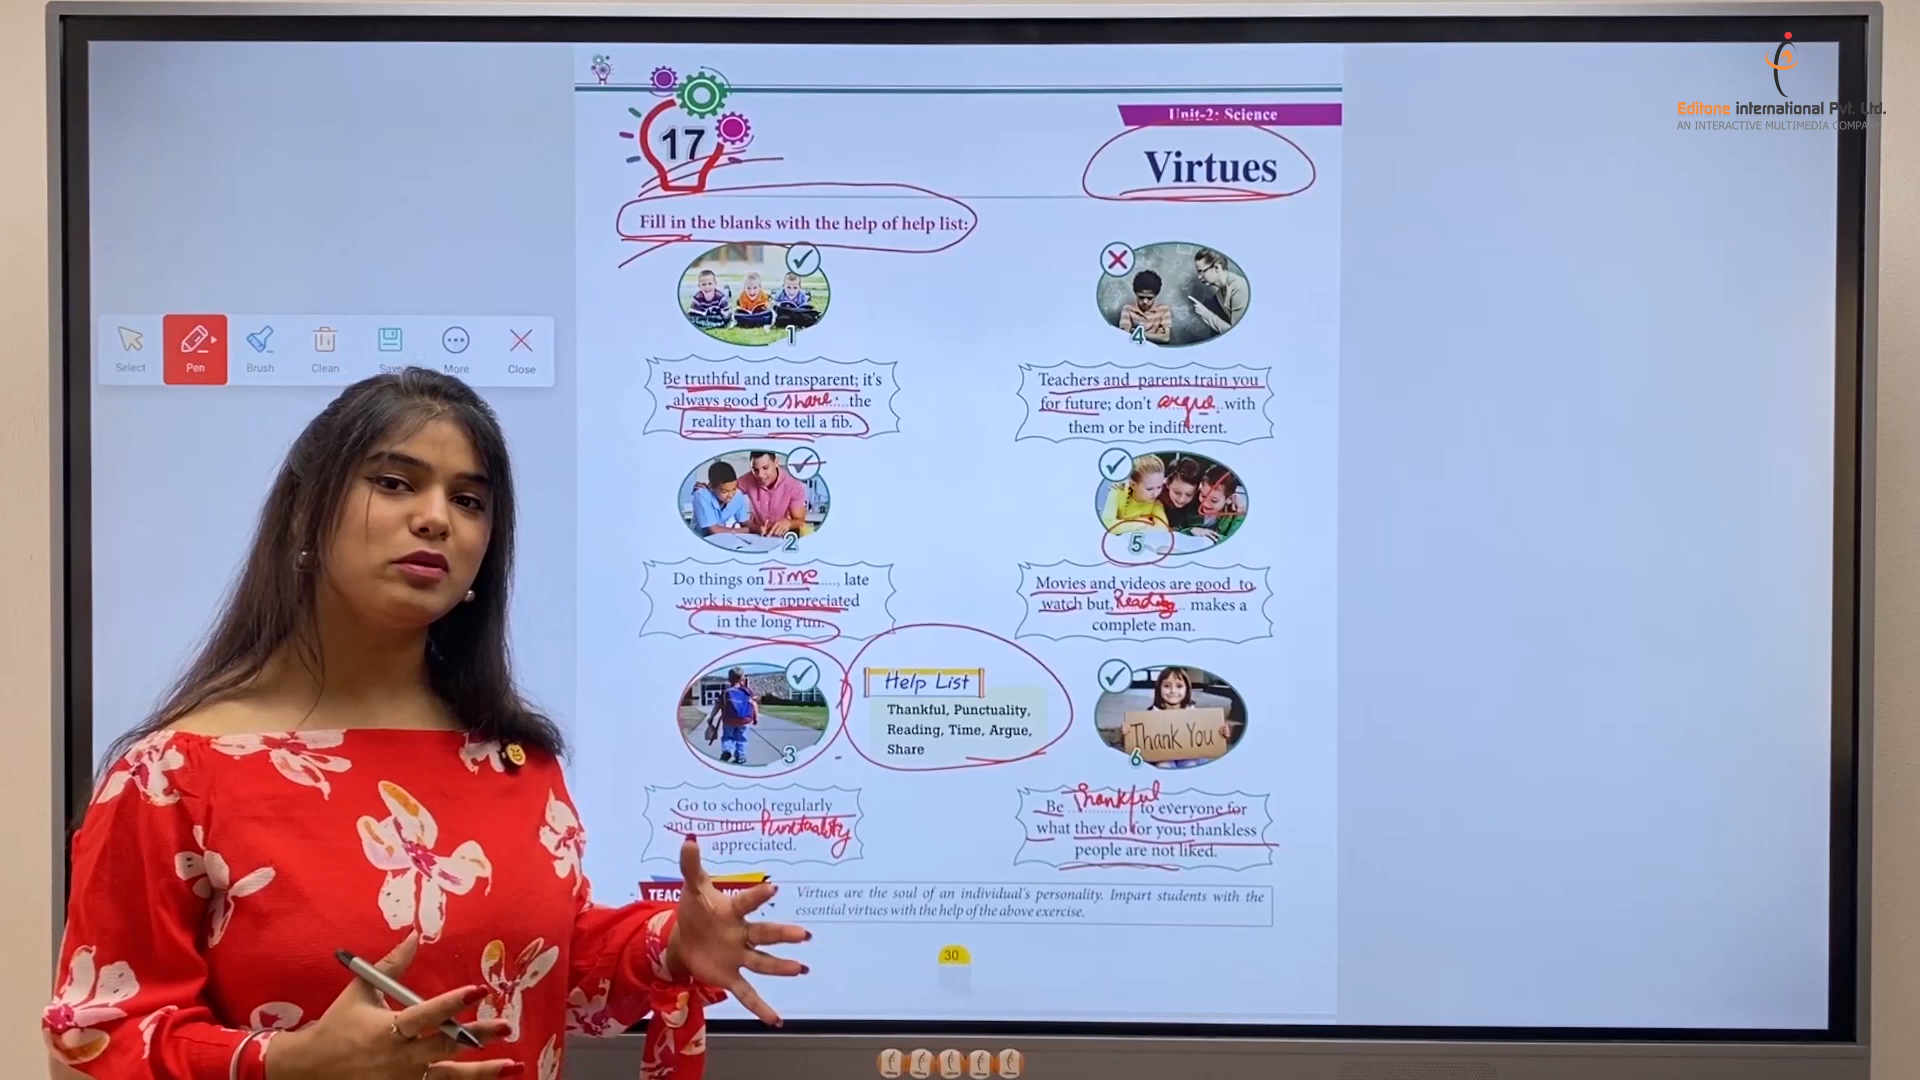 Editone international Pvt. Ltd.
AN INTERACTIVE MULTIMEDIA COMPA
Unit-2: Science
17
Virtues
Fill in the blanks with the help of help list:
1
Be truthful and transparent; it's
always good to share the
reality than to tell a fib.
2
Do things on Time ....., late
work is never appreciated
in the long run.
3
Go to school regularly
and on time. Punctuality
appreciated.
4
Teachers and parents train you
for future; don't argue with
them or be indifferent.
5
Movies and videos are good to
watch but, Reading makes a
complete man.
Thank You
6
Be Thankful to everyone for
what they do for you; thankless
people are not liked.
Help List
Thankful, Punctuality,
Reading, Time, Argue,
Share
Virtues are the soul of an individual's personality. Impart students with the
essential virtues with the help of the above exercise.
30
Select
Pen
Brush
Clean
Save
More
Close